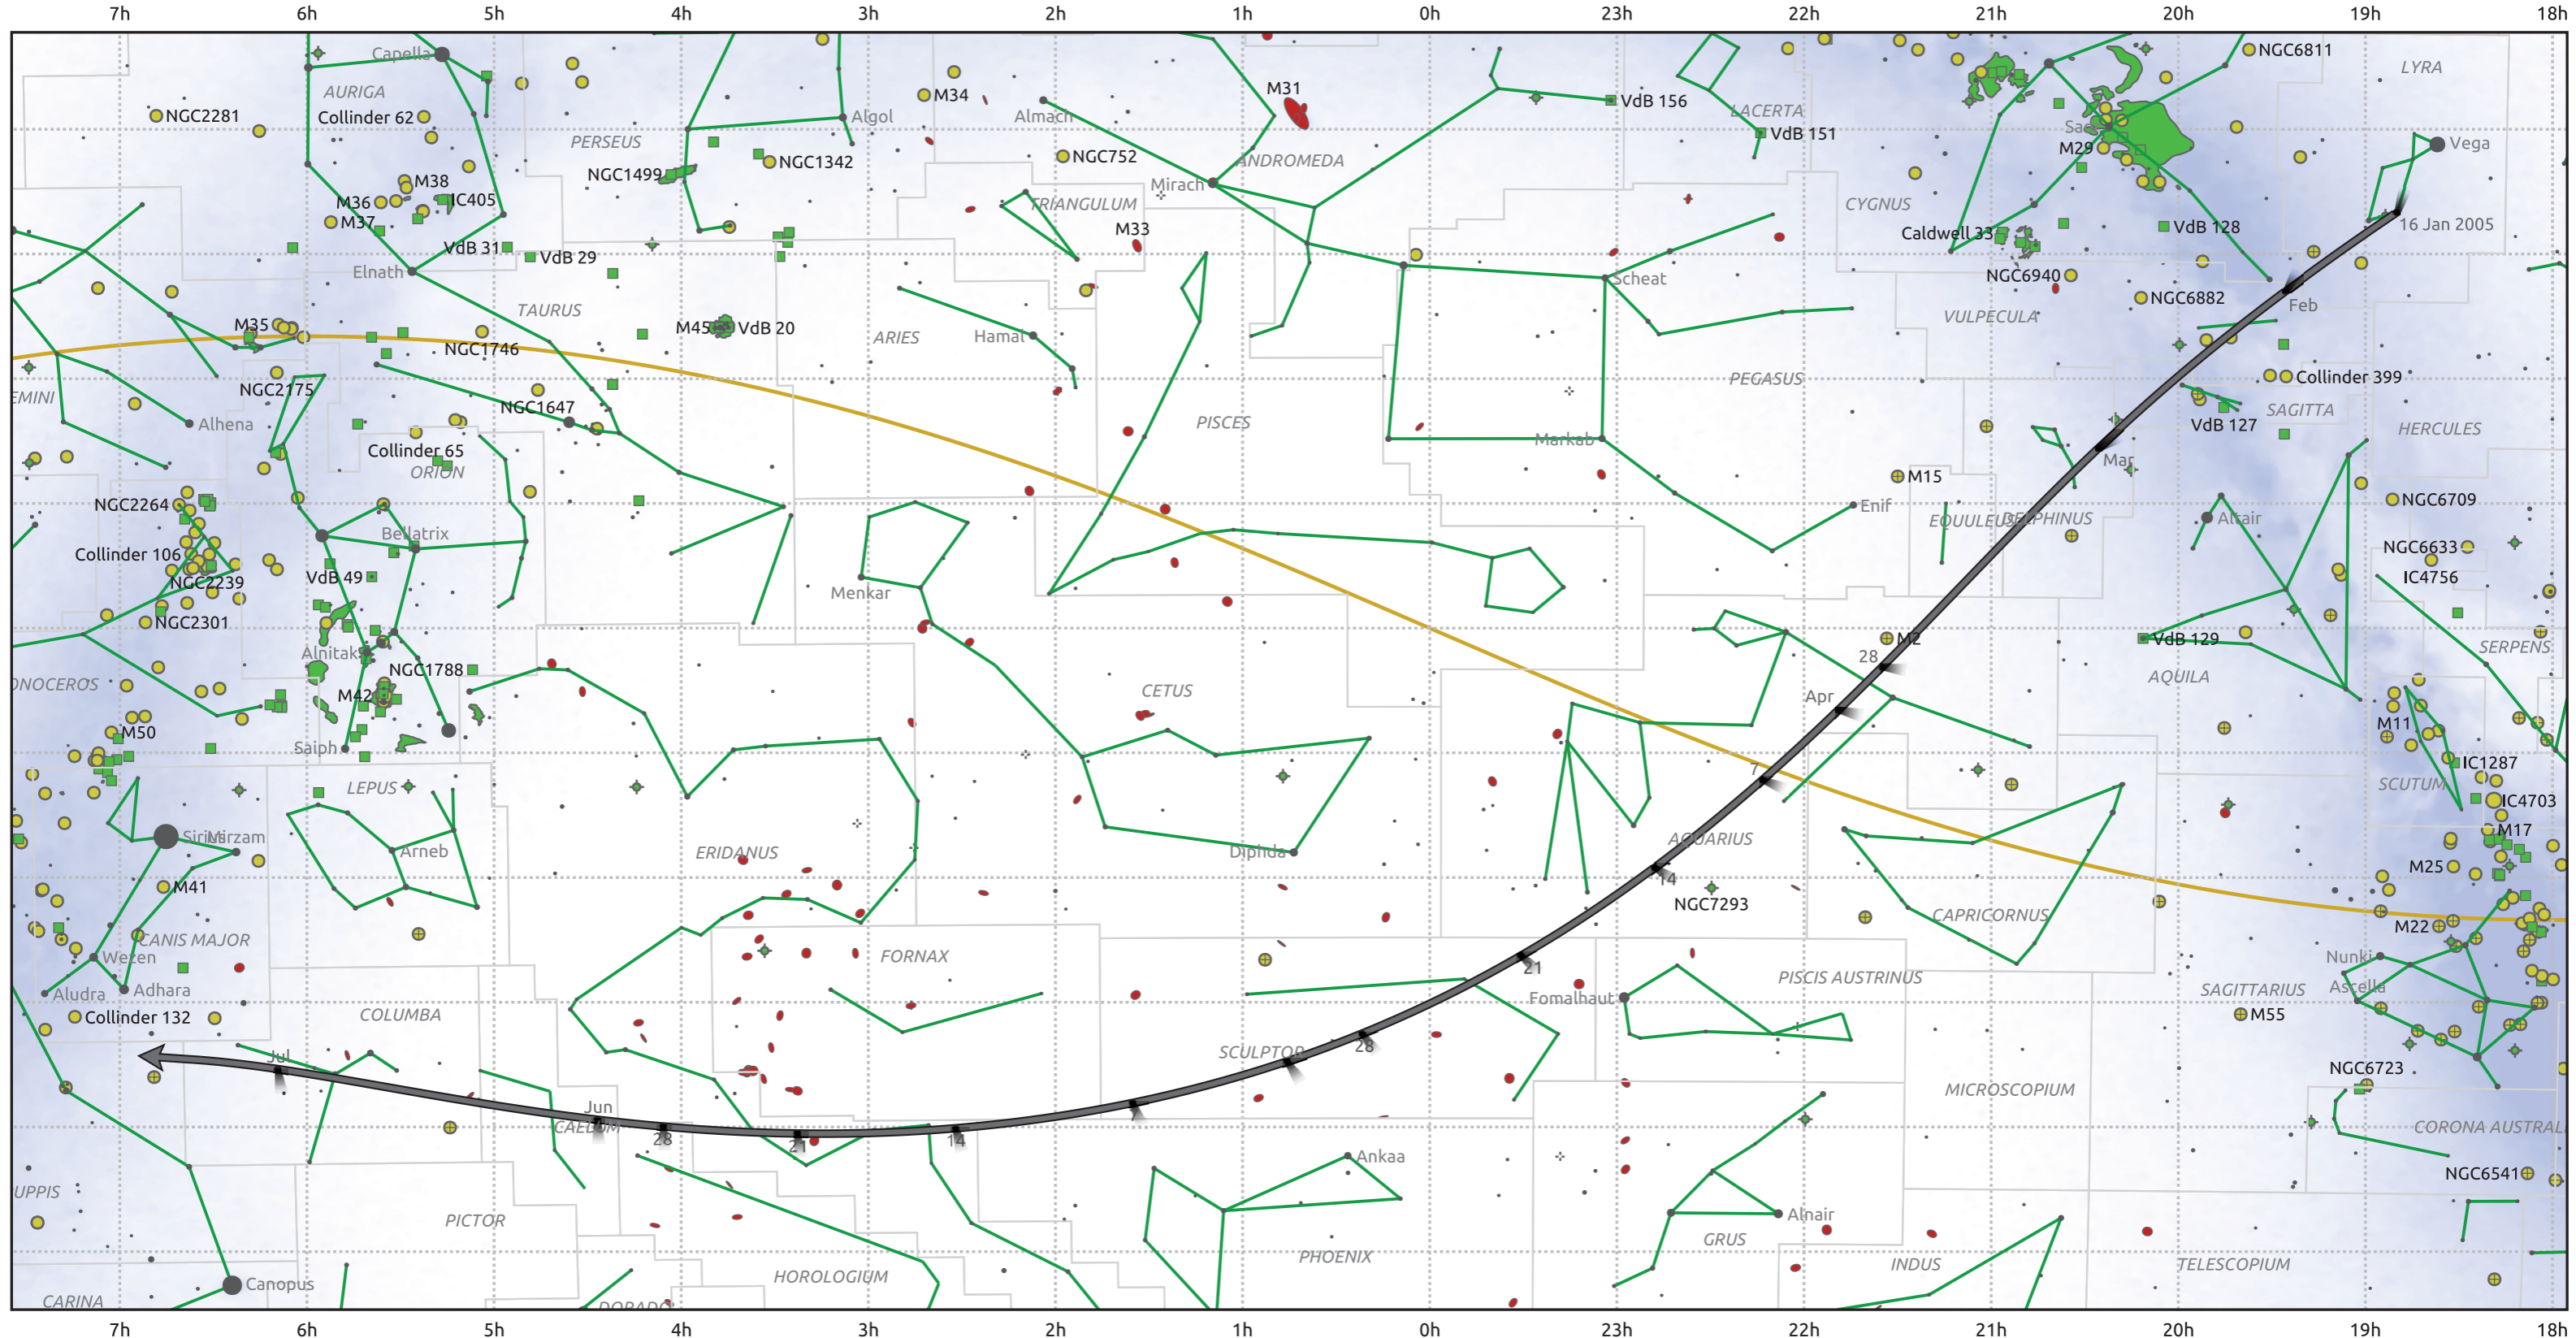 7h 6h 5h 4h 3h 2h 1h 0h 23h 22h 21h 20h 19h 18h
Capella
NGC6811
LYRA
AURIGA
M34
M31
VdB 156
NGC2281
Collinder 62
Algol
Almach
LACERTA
VdB 151
PERSEUS
M29
Vega
NGC1342
NGC752
ANDROMEDA
NGC1499
M38
Mirach
M36
IC405
TRIANGULUM
CYGNUS
M37
M33
16 Jan 2005
VdB 31
VdB 29
Caldwell 33
VdB 128
Elnath
Scheat
NGC6940
NGC6882
Feb
TAURUS
VULPECULA
M35
M45
VdB 20
ARIES
Hamal
NGC1746
PEGASUS
Collinder 399
NGC2175
EMINI
NGC1647
SAGITTA
Alhena
PISCES
VdB 127
HERCULES
Markab
Collinder 65
Mar
ORION
M15
NGC2264
Enif
NGC6709
EQUULEUS
DELPHINUS
Altair
Bellatrix
NGC6633
Collinder 106
VdB 49
IC4756
NGC2239
Menkar
NGC2301
M2
VdB 129
SERPENS
Alnitak
28
NGC1788
AQUILA
ONOCEROS
M42
CETUS
Apr
M11
M50
Saiph
IC1287
7
LEPUS
SCUTUM
IC4703
M17
Sirius
Mirzam
AQUARIUS
Arneb
ERIDANUS
Diphda
M25
14
M41
NGC7293
CAPRICORNUS
M22
CANIS MAJOR
FORNAX
Wezen
Nunki
21
PISCIS AUSTRINUS
Ascella
Aludra
Adhara
Fomalhaut
SAGITTARIUS
Collinder 132
COLUMBA
M55
28
SCULPTOR
Jul
NGC6723
MICROSCOPIUM
Jun
7
CAECUM
28
21
14
CORONA AUSTRALI
Ankaa
NGC6541
UPPIS
PICTOR
Alnair
GRUS
PHOENIX
INDUS
TELESCOPIUM
HOROLOGIUM
Canopus
CARINA
DORADO
7h 6h 5h 4h 3h 2h 1h 0h 23h 22h 21h 20h 19h 18h